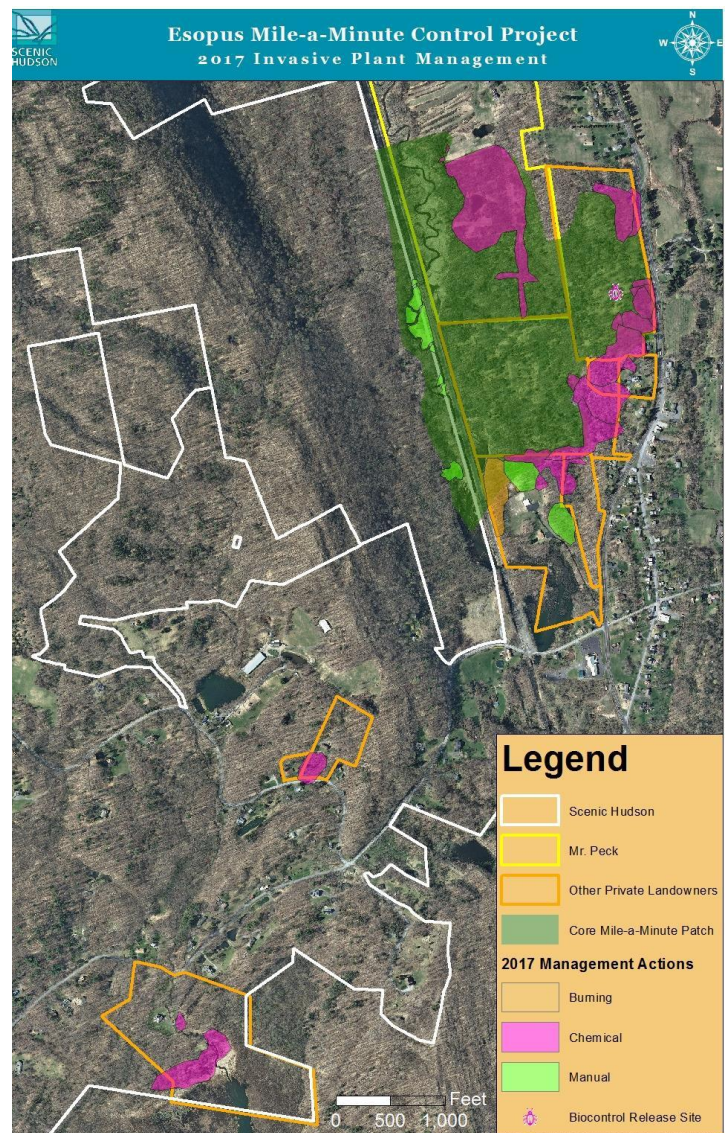 SCENIC
HUDSON
Esopus Mile-a-Minute Control Project
2017 Invasive Plant Management
N
W
E
S
Legend
Scenic Hudson
Mr. Peck
Other Private Landowners
Core Mile-a-Minute Patch
2017 Management Actions
Burning
Chemical
Manual
Biocontrol Release Site
Feet
0 500 1,000